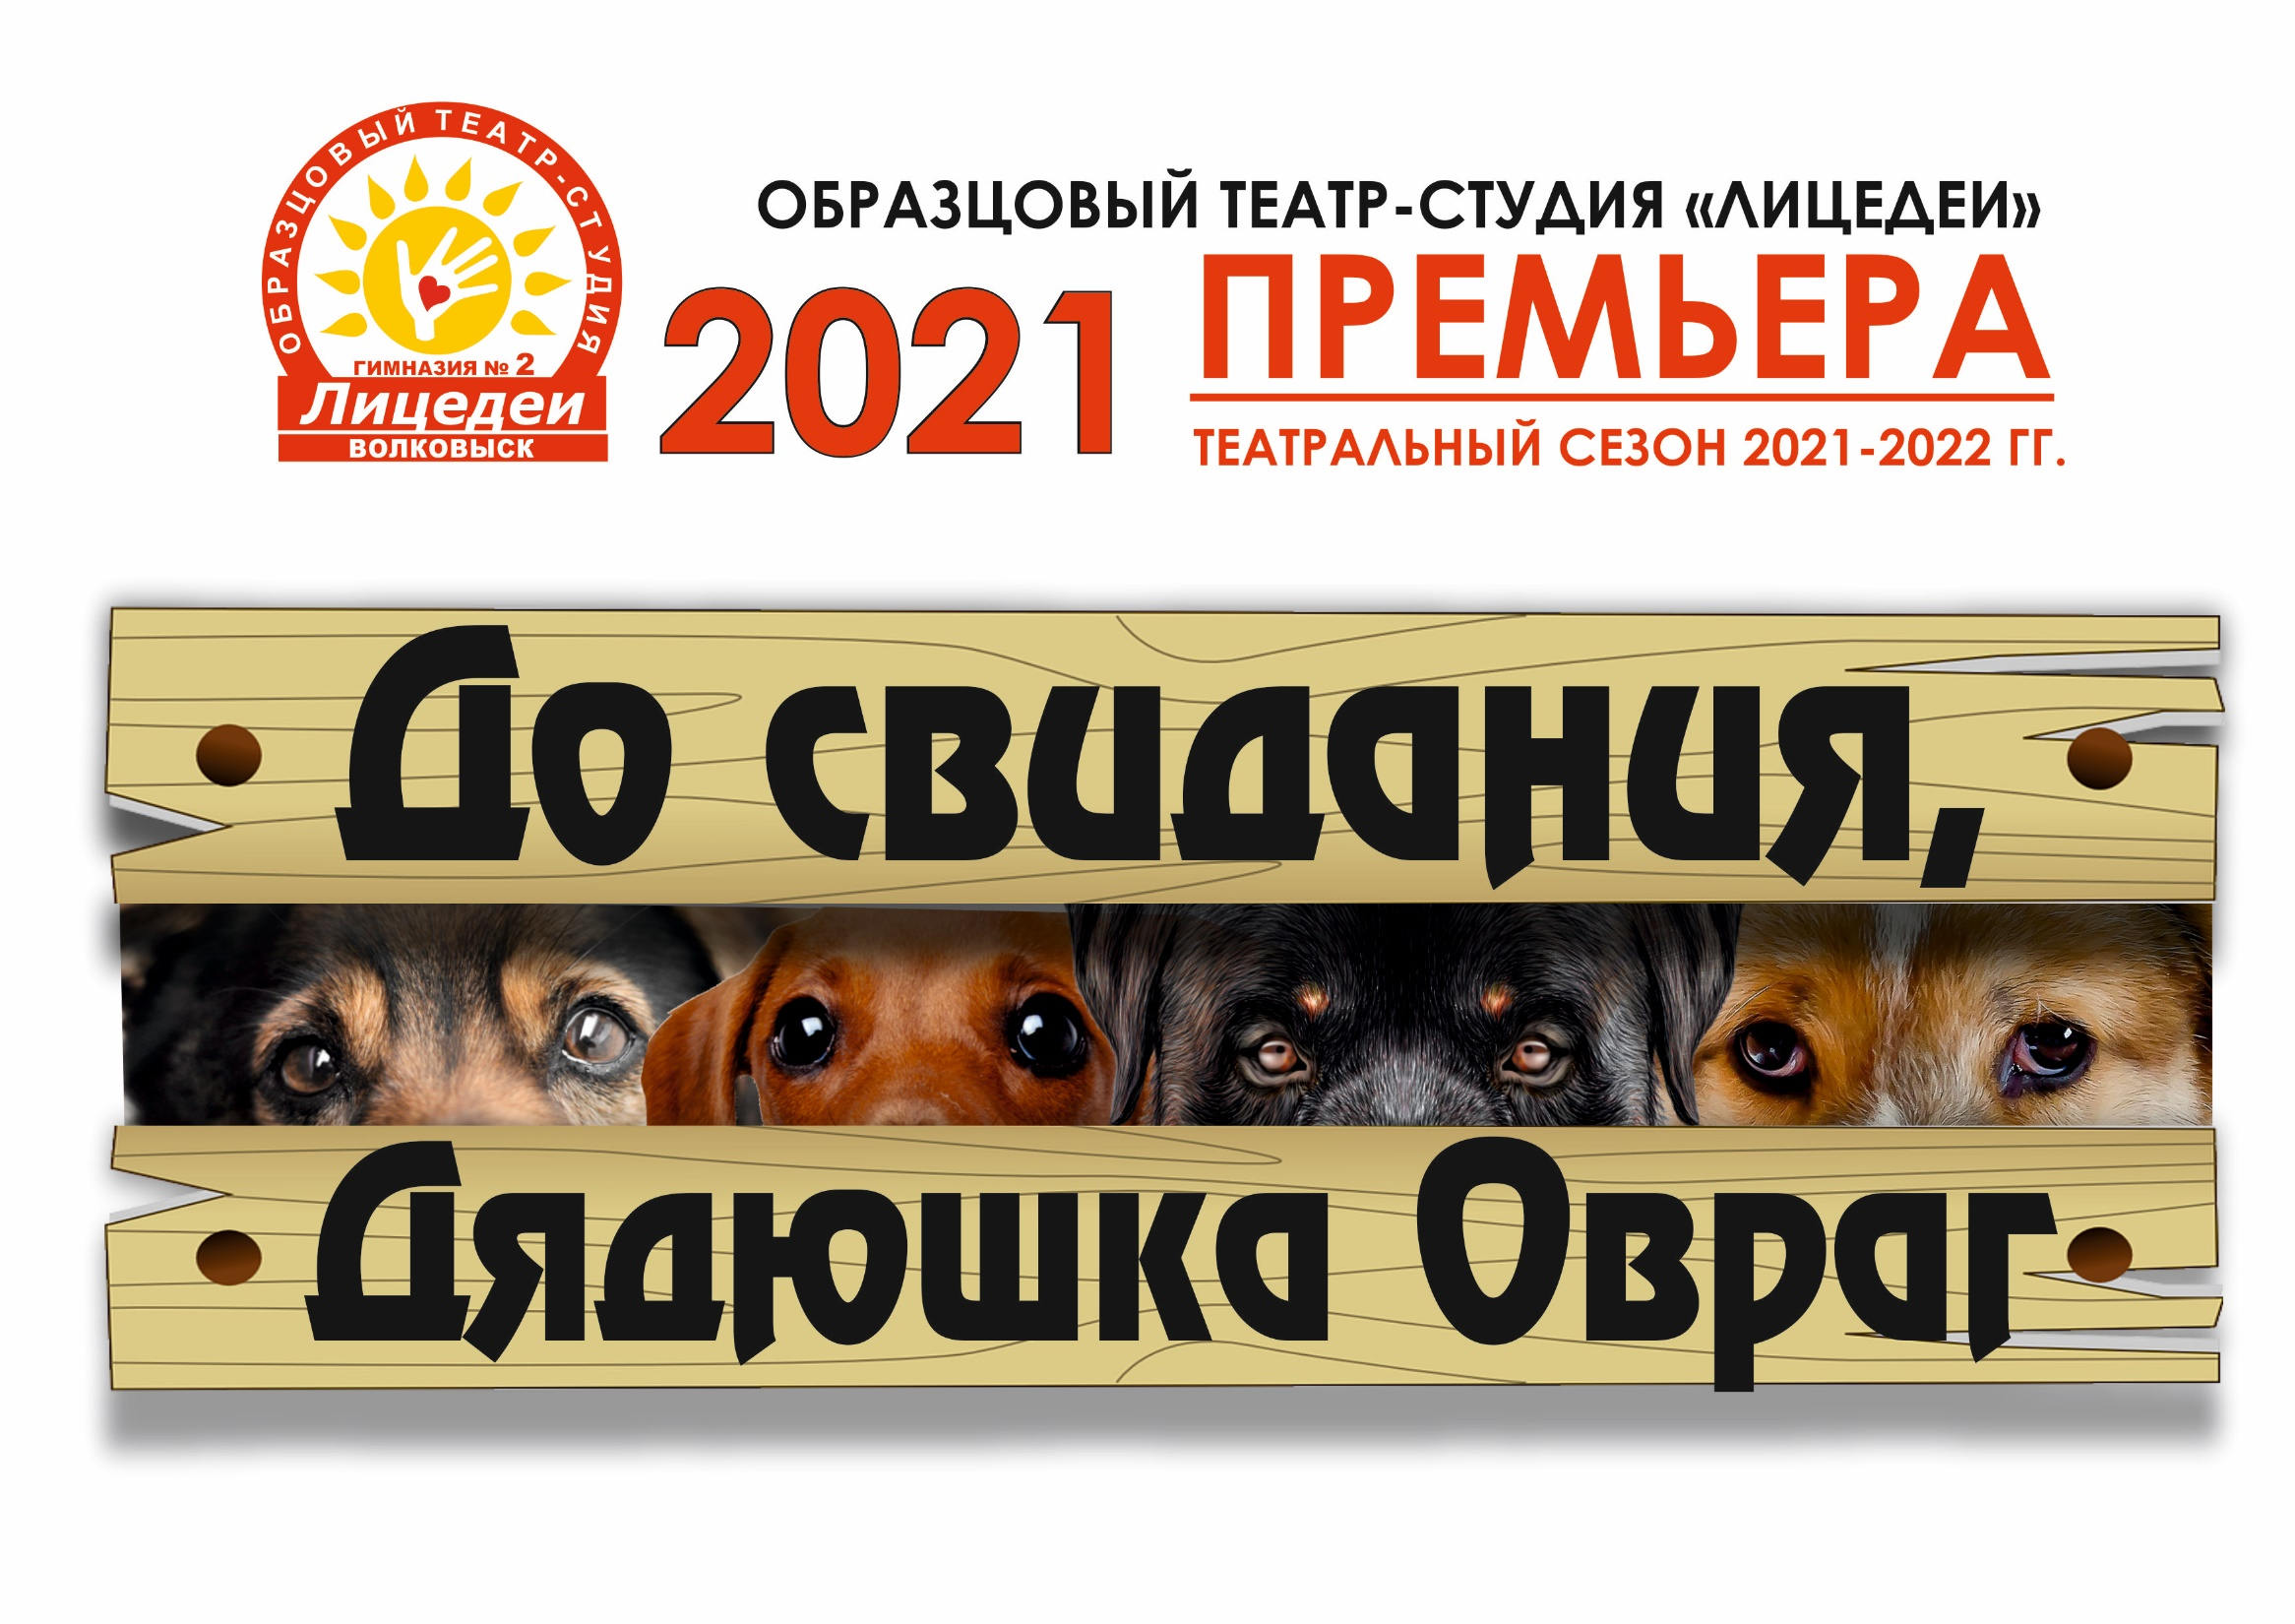 ОБРАЗЦОВЫЙ ТЕАТР-СТУДИЯ
ГИМНАЗИЯ № 2
Лицедеи
ВОЛКОВЫСК
ОБРАЗЦОВЫЙ ТЕАТР-СТУДИЯ «ЛИЦЕДЕИ»
2021 ПРЕМЬЕРА
ТЕАТРАЛЬНЫЙ СЕЗОН 2021-2022 ГГ.
До свидания,
Дядюшка Овраг